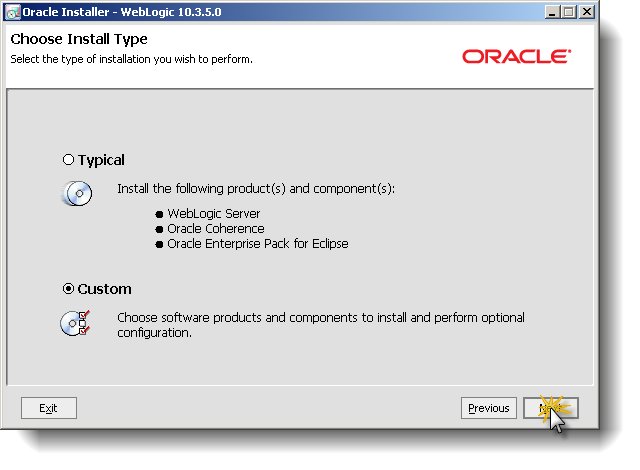 Oracle Installer - WebLogic 10.3.5.0
Choose Install Type
Select the type of installation you wish to perform.
ORACLE
Typical
Install the following product(s) and component(s):
WebLogic Server
Oracle Coherence
Oracle Enterprise Pack for Eclipse
Custom
Choose software products and components to install and perform optional
configuration.
Exit
Previous